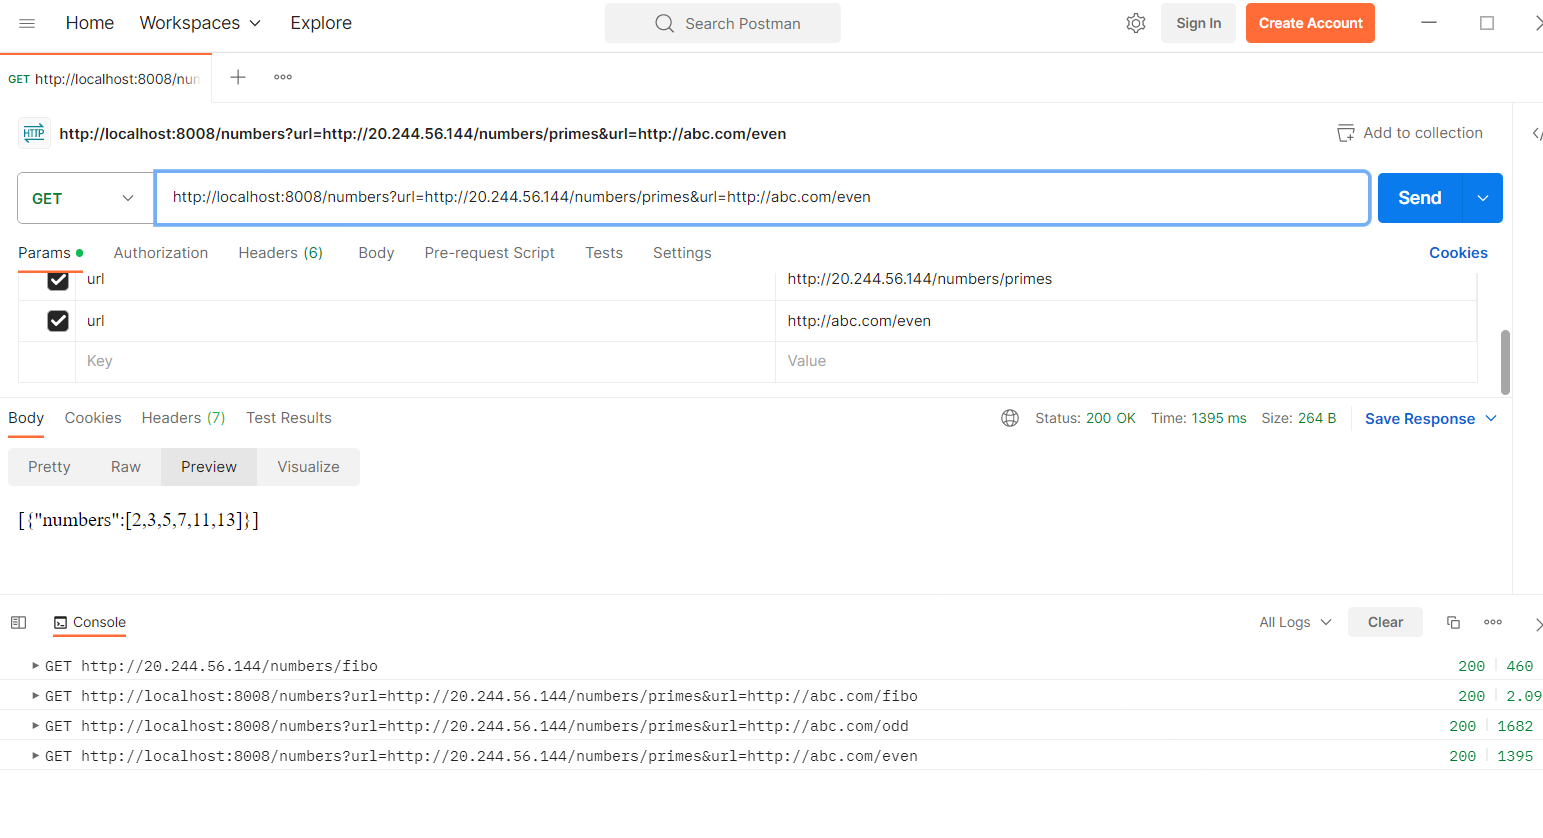 Home Workspaces Explore Search Postman Sign In Create Account
GET http://localhost:8008/nun
HTTP http://localhost:8008/numbers?url=http://20.244.56.144/numbers/primes&url=http://abc.com/even Add to collection
GET http://localhost:8008/numbers?url=http://20.244.56.144/numbers/primes&url=http://abc.com/even Send
Params Authorization Headers (6) Body Pre-request Script Tests Settings Cookies
url http://20.244.56.144/numbers/primes
url http://abc.com/even
Key Value
Body Cookies Headers (7) Test Results Status: 200 OK Time: 1395 ms Size: 264 B Save Response
Pretty Raw Preview Visualize
[{"numbers":[2,3,5,7,11,13]}]
Console All Logs Clear
GET http://20.244.56.144/numbers/fibo 200 460
GET http://localhost:8008/numbers?url=http://20.244.56.144/numbers/primes&url=http://abc.com/fibo 200 2.09
GET http://localhost:8008/numbers?url=http://20.244.56.144/numbers/primes&url=http://abc.com/odd 200 1682
GET http://localhost:8008/numbers?url=http://20.244.56.144/numbers/primes&url=http://abc.com/even 200 1395